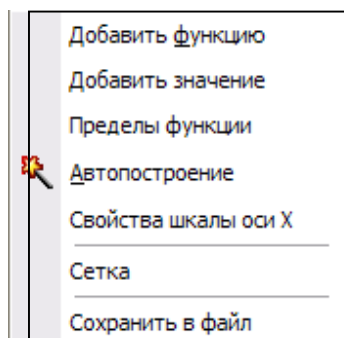 Добавить функцию
Добавить значение
Пределы функции
Автопостроение
Свойства шкалы оси X
Сетка
Сохранить в файл